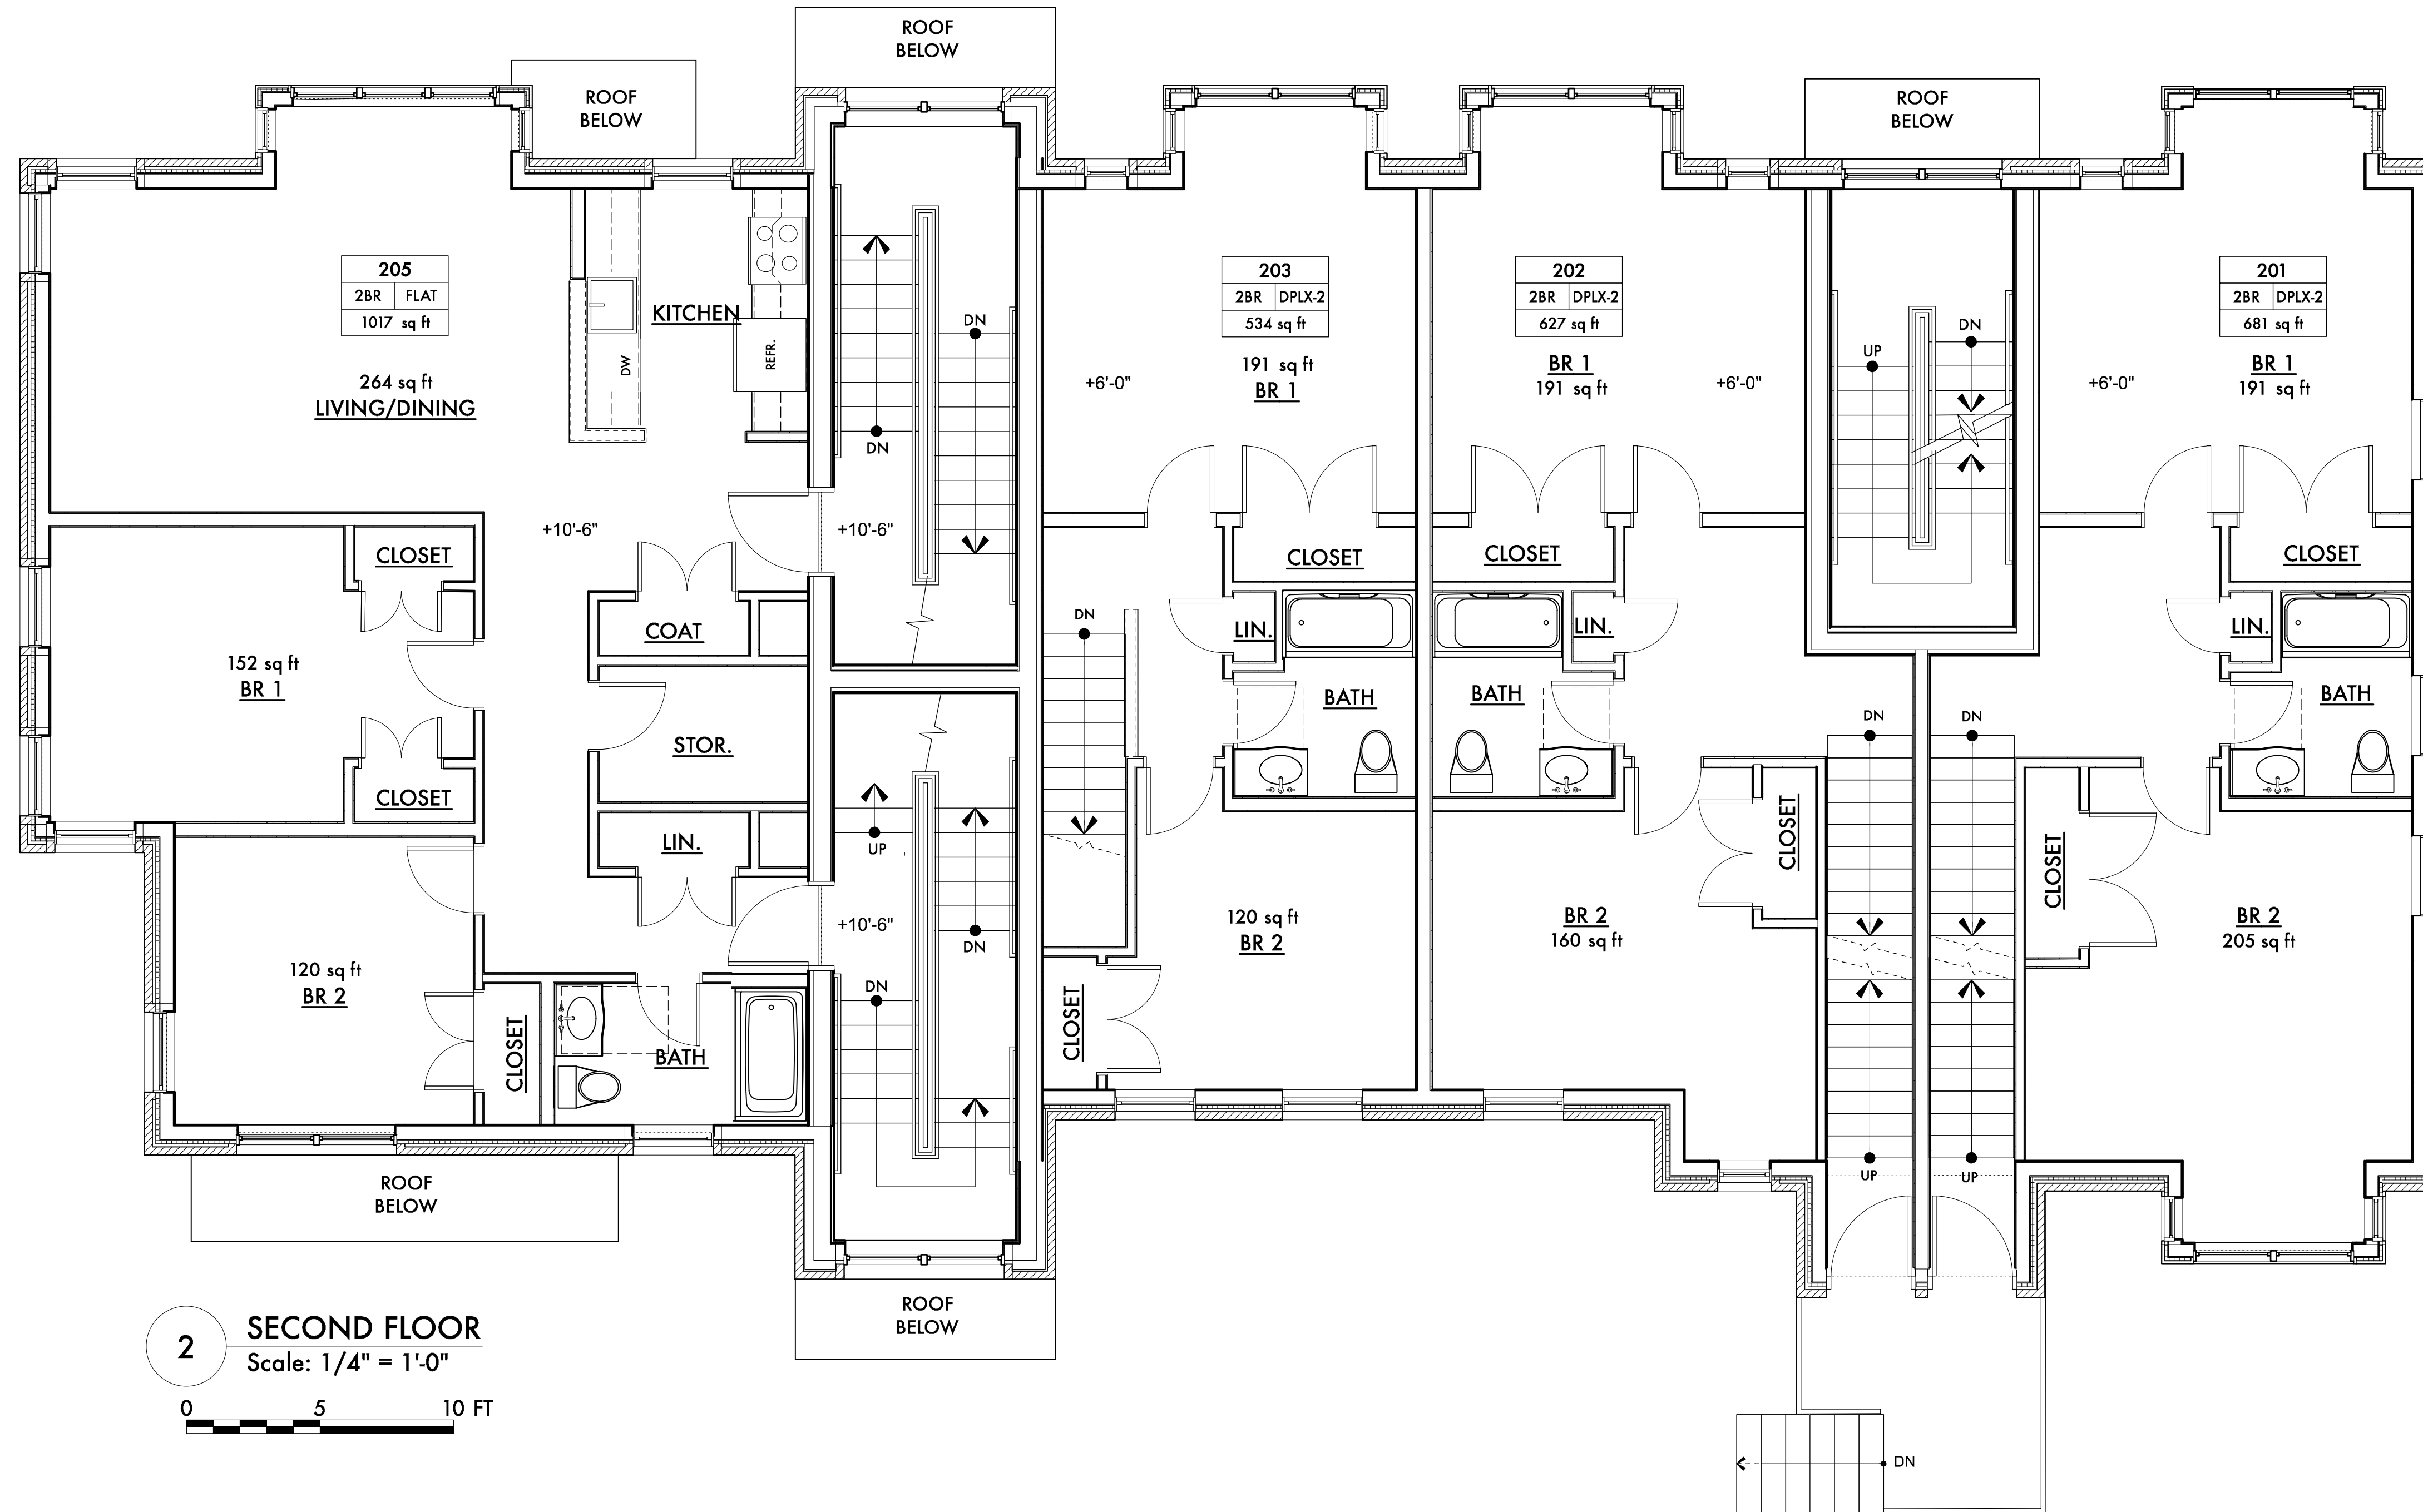 ROOF
BELOW
ROOF
BELOW
ROOF
BELOW
205
2BR FLAT
1017 sq ft
264 sq ft
LIVING/DINING
KITCHEN
DW
REFR.
DN
DN
203
2BR DPLX-2
534 sq ft
191 sq ft
BR 1
+6'-0"
202
2BR DPLX-2
627 sq ft
BR 1
191 sq ft
+6'-0"
UP
DN
201
2BR DPLX-2
681 sq ft
BR 1
191 sq ft
+6'-0"
+10'-6"
+10'-6"
CLOSET
CLOSET
CLOSET
CLOSET
COAT
DN
LIN.
LIN.
LIN.
152 sq ft
BR 1
STOR.
BATH
BATH
BATH
DN
DN
CLOSET
LIN.
UP
CLOSET
CLOSET
+10'-6"
DN
120 sq ft
BR 2
BR 2
160 sq ft
BR 2
205 sq ft
120 sq ft
BR 2
DN
CLOSET
CLOSET
BATH
UP
UP
ROOF
BELOW
ROOF
BELOW
2
SECOND FLOOR
Scale: 1/4" = 1'-0"
0 5 10 FT
DN